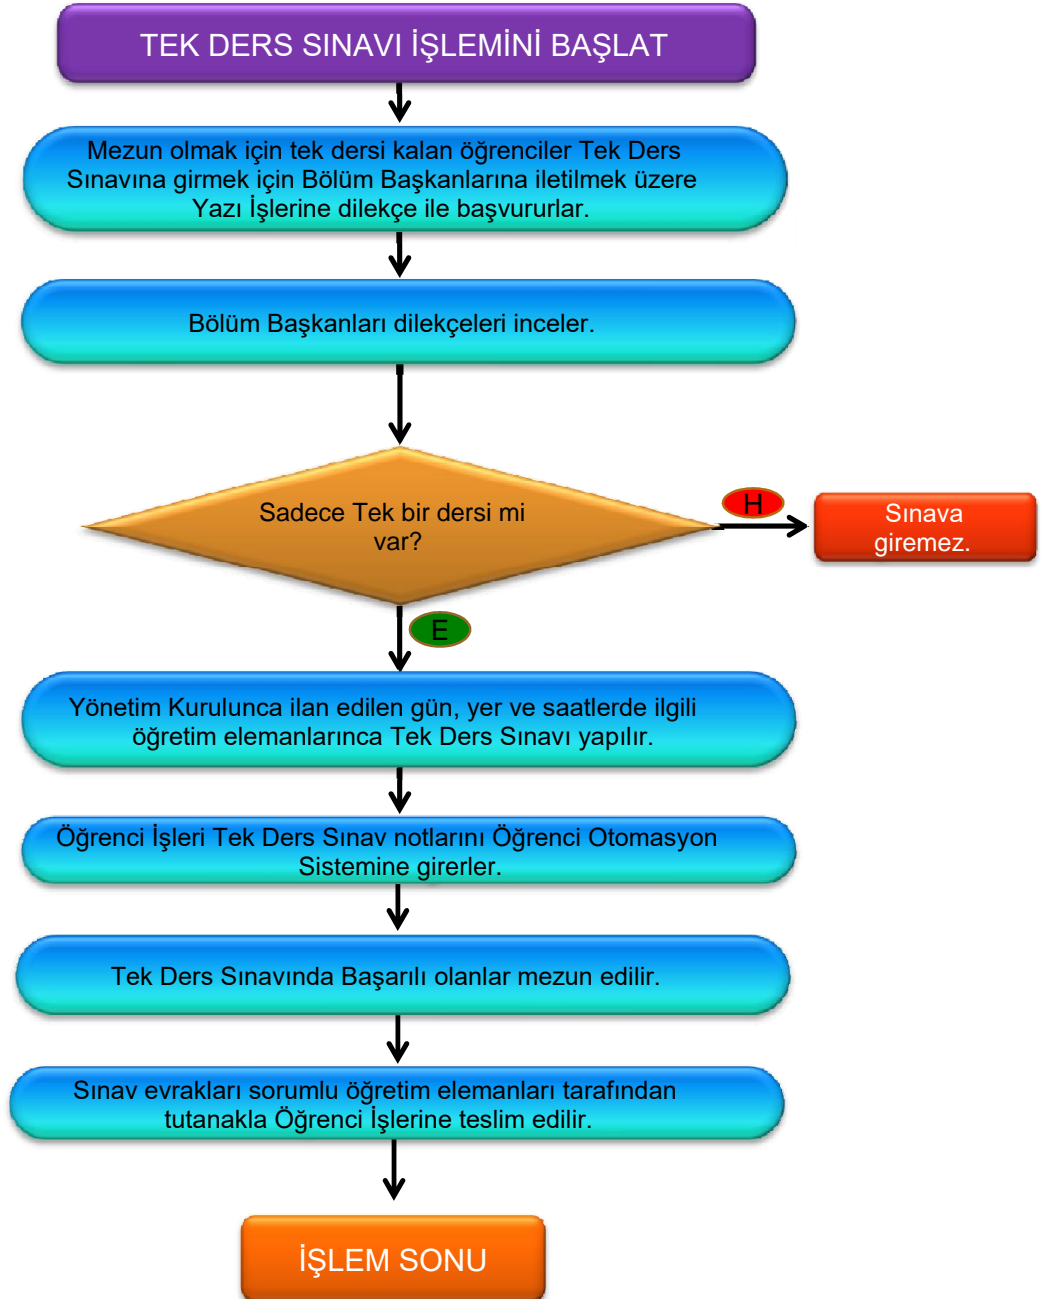 TEK DERS SINAVI İŞLEMİNİ BAŞLAT
Mezun olmak için tek dersi kalan öğrenciler Tek Ders
Sınavına girmek için Bölüm Başkanlarına iletilmek üzere
Yazı İşlerine dilekçe ile başvururlar.
Bölüm Başkanları dilekçeleri inceler.
Sadece Tek bir dersi mi
var?
H
Sınava
giremez.
E
Yönetim Kurulunca ilan edilen gün, yer ve saatlerde ilgili
öğretim elemanlarınca Tek Ders Sınavı yapılır.
Öğrenci İşleri Tek Ders Sınav notlarını Öğrenci Otomasyon
Sistemine girerler.
Tek Ders Sınavında Başarılı olanlar mezun edilir.
Sınav evrakları sorumlu öğretim elemanları tarafından
tutanakla Öğrenci İşlerine teslim edilir.
İŞLEM SONU